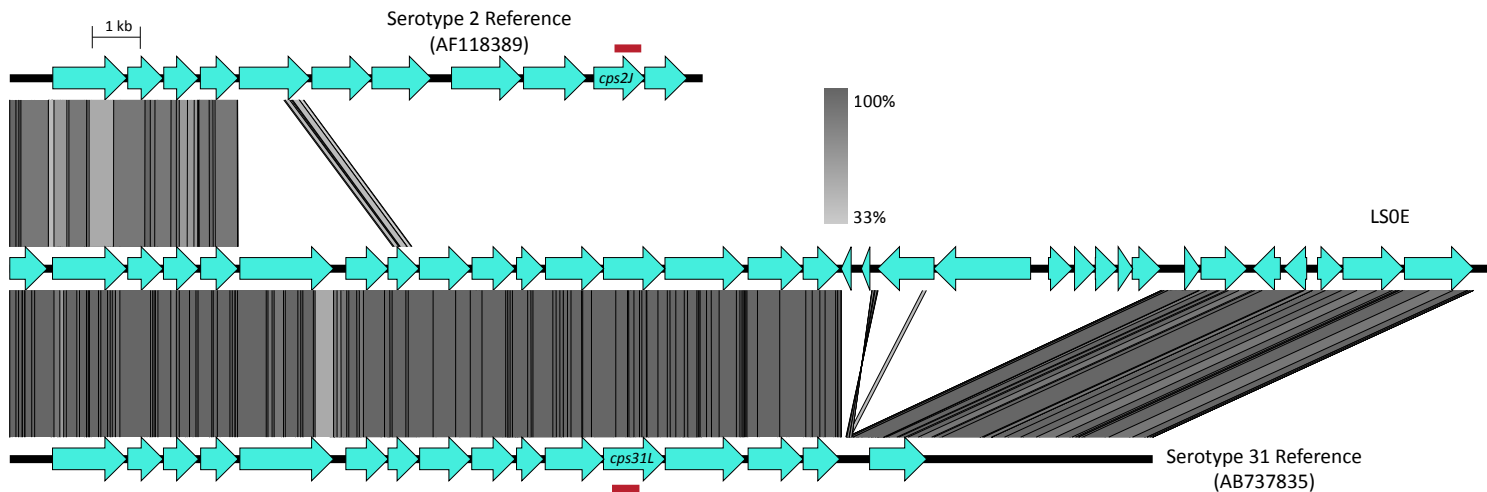 Serotype 2 Reference
(AF118389)
1 kb
cps2J
100%
33%
LS0E
cps31L
Serotype 31 Reference
(AB737835)